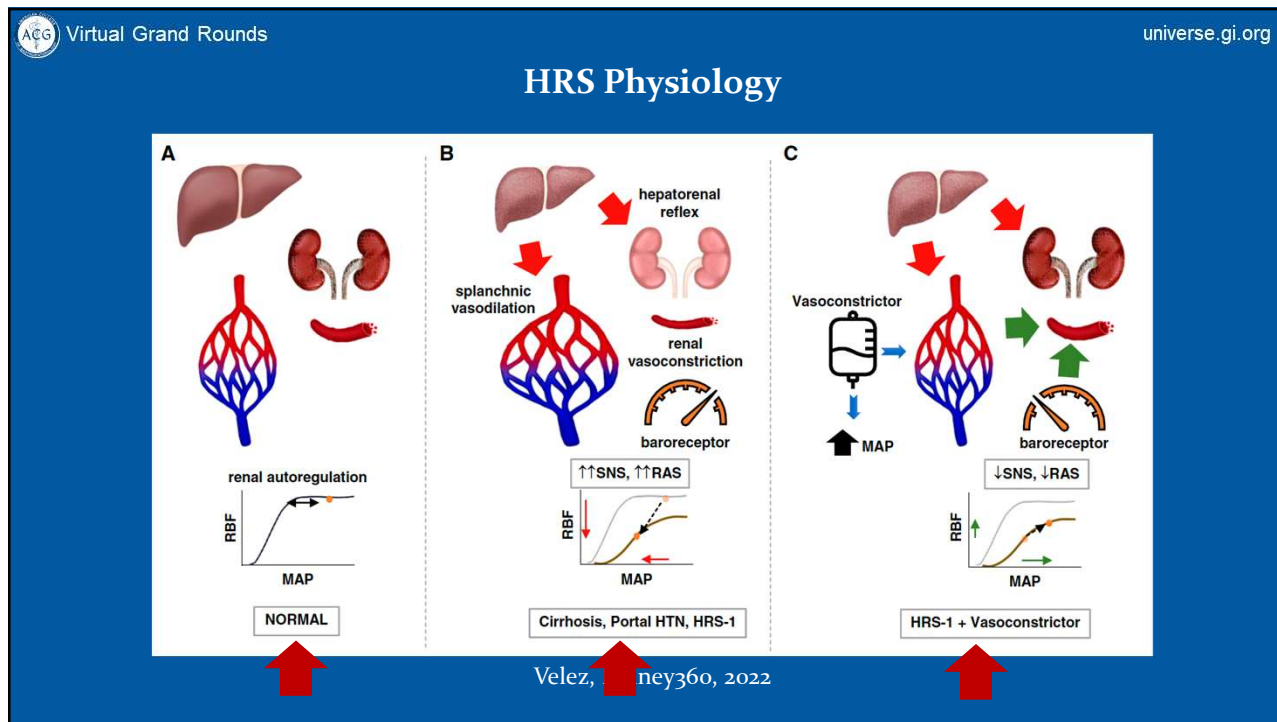 ACG
Virtual Grand Rounds
universe.gi.org
HRS Physiology
A
renal autoregulation
RBF
MAP
NORMAL
B
hepatorenal
reflex
splanchnic
vasodilation
renal
vasoconstriction
baroreceptor
↑↑SNS, ↑↑RAS
RBF
MAP
Cirrhosis, Portal HTN, HRS-1
C
Vasoconstrictor
MAP
baroreceptor
↓SNS, ↓RAS
RBF
MAP
HRS-1 + Vasoconstrictor
Velez, ney360, 2022